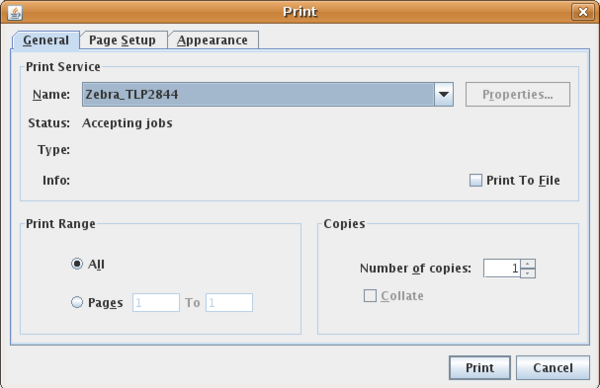 Print
General Page Setup Appearance
Print Service
Name: Zebra_TLP2844 Properties...
Status: Accepting jobs
Type:
Info: Print To File
Print Range Copies
All Number of copies: 1
Pages 1 To 1 Collate
Print Cancel